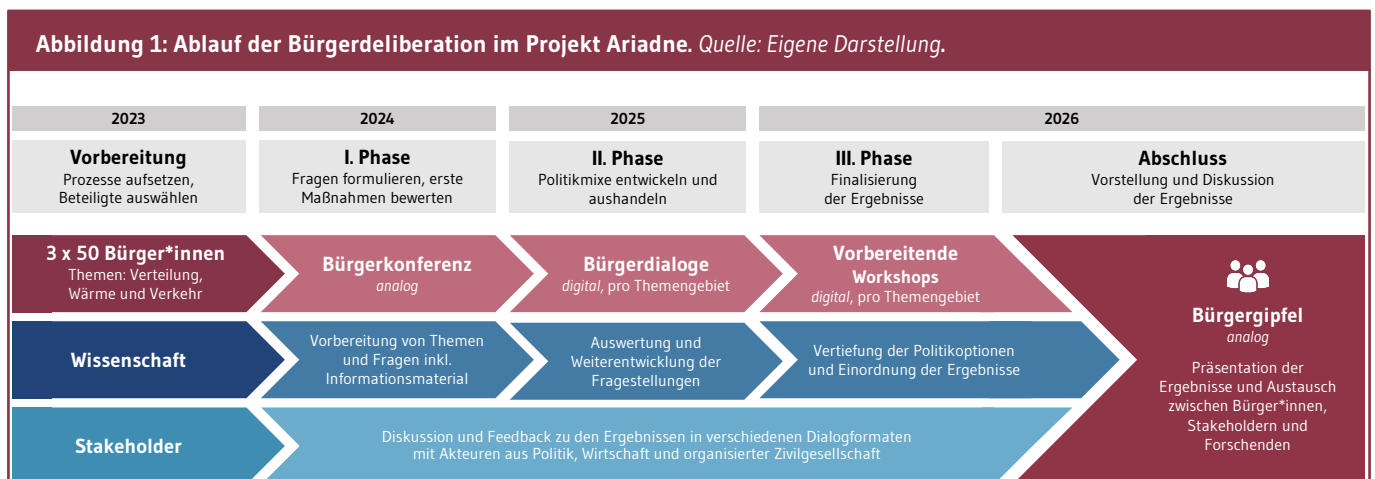 Abbildung 1: Ablauf der Bürgerdeliberation im Projekt Ariadne. Quelle: Eigene Darstellung.
2023
2024
2025
2026
Vorbereitung
Prozesse aufsetzen,
Beteiligte auswählen
I. Phase
Fragen formulieren, erste
Maßnahmen bewerten
II. Phase
Politikmixe entwickeln und
aushandeln
III. Phase
Finalisierung
der Ergebnisse
Abschluss
Vorstellung und Diskussion
der Ergebnisse
3 x 50 Bürger*innen
Themen: Verteilung,
Wärme und Verkehr
Bürgerkonferenz
analog
Bürgerdialoge
digital, pro Themengebiet
Vorbereitende
Workshops
digital, pro Themengebiet
Wissenschaft
Vorbereitung von Themen
und Fragen inkl.
Informationsmaterial
Auswertung und
Weiterentwicklung der
Fragestellungen
Vertiefung der Politikoptionen
und Einordnung der Ergebnisse
Stakeholder
Diskussion und Feedback zu den Ergebnissen in verschiedenen Dialogformaten
mit Akteuren aus Politik, Wirtschaft und organisierter Zivilgesellschaft
Bürgergipfel
analog
Präsentation der
Ergebnisse und Austausch
zwischen Bürger*innen,
Stakeholdern und
Forschenden